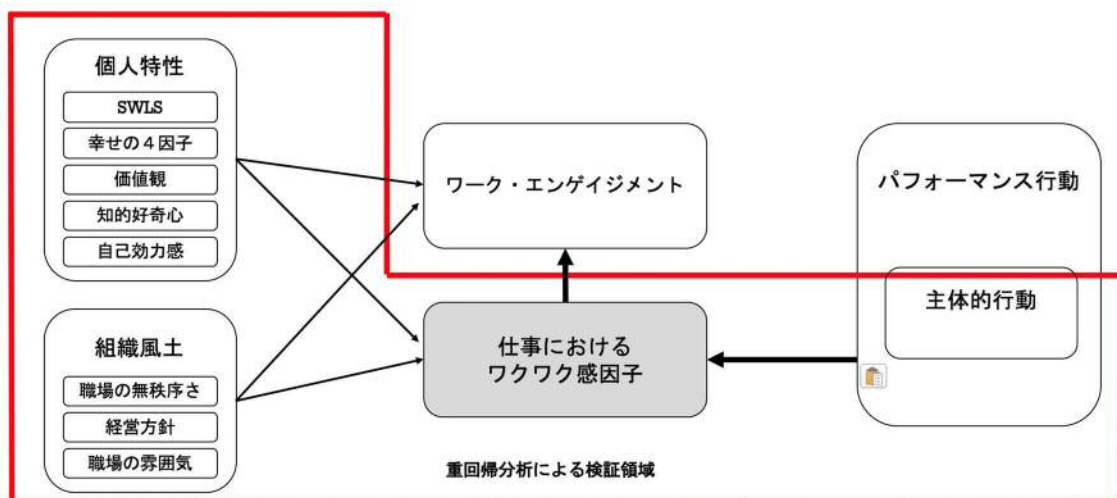 個人特性
SWLS
幸せの４因子
価値観
知的好奇心
自己効力感
組織風土
職場の無秩序さ
経営方針
職場の雰囲気
ワーク・エンゲイジメント
仕事における
ワクワク感因子
パフォーマンス行動
主体的行動
重回帰分析による検証領域